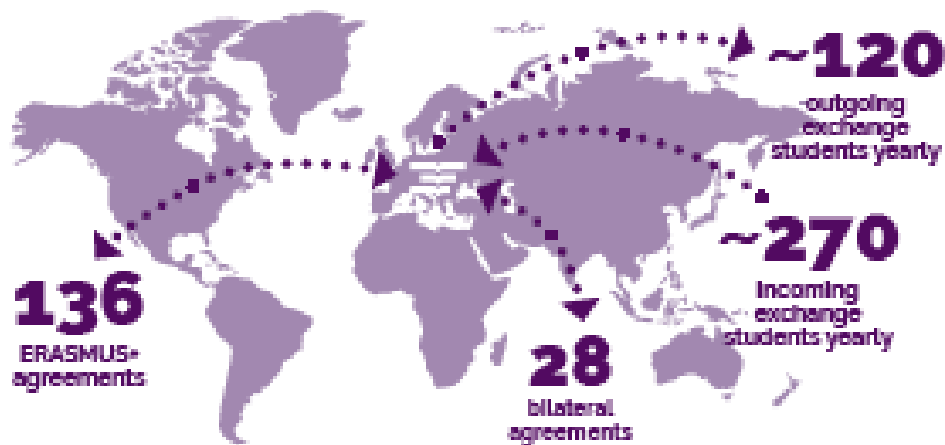 ~120
outgoing
exchange
students yearly
~270
incoming
exchange
students yearly
136
ERASMUS+
agreements
28
bilateral
agreements